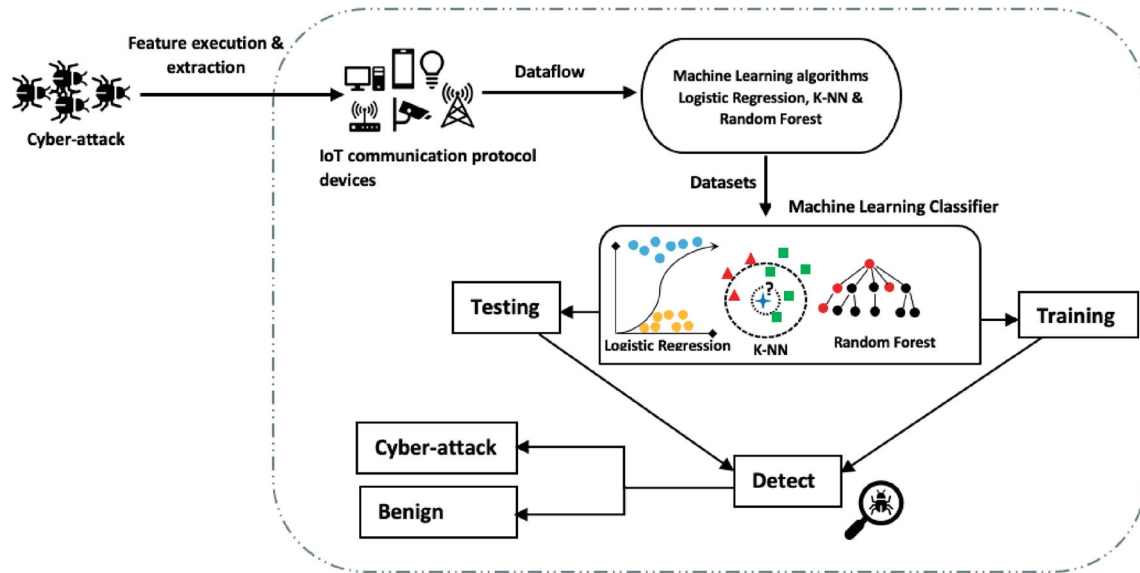 Feature execution &
extraction
Cyber-attack
Dataflow
IoT communication protocol
devices
Machine Learning algorithms
Logistic Regression, K-NN &
Random Forest
Datasets
Machine Learning Classifier
?
Logistic Regression
K-NN
Random Forest
Testing
Training
Cyber-attack
Benign
Detect